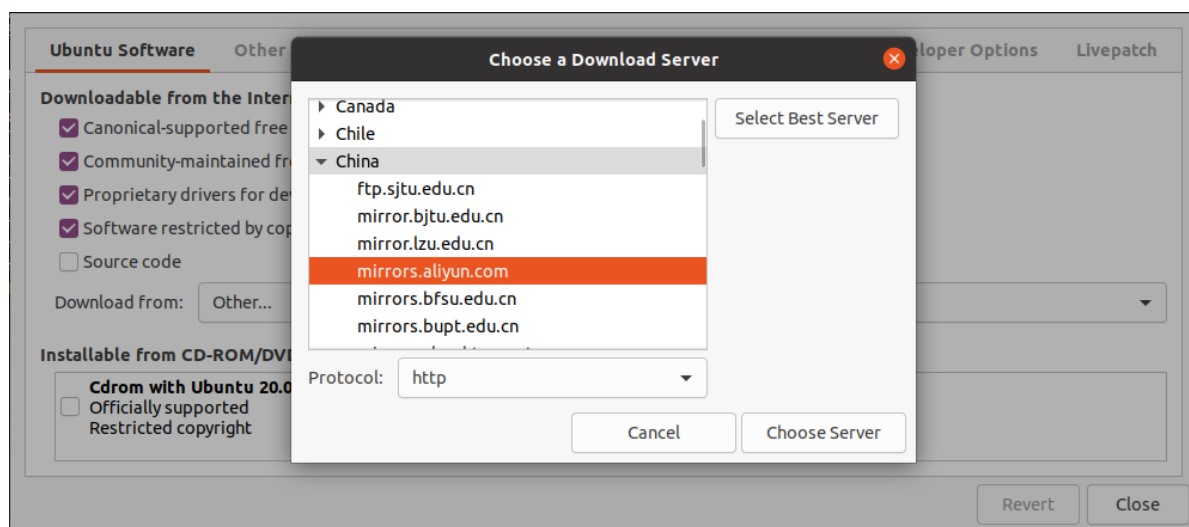 Ubuntu Software
Other
Choose a Download Server
loper Options
Livepatch
Downloadable from the Inter
Canonical-supported free
Community-maintained fr
Proprietary drivers for de
Software restricted by cop
Source code
Download from: Other...
Installable from CD-ROM/DV
Cdrom with Ubuntu 20.0
Officially supported
Restricted copyright
Canada
Chile
China
ftp.sjtu.edu.cn
mirror.bjtu.edu.cn
mirror.lzu.edu.cn
mirrors.aliyun.com
mirrors.bfsu.edu.cn
mirrors.bupt.edu.cn
Select Best Server
Protocol: http
Cancel
Choose Server
Revert
Close